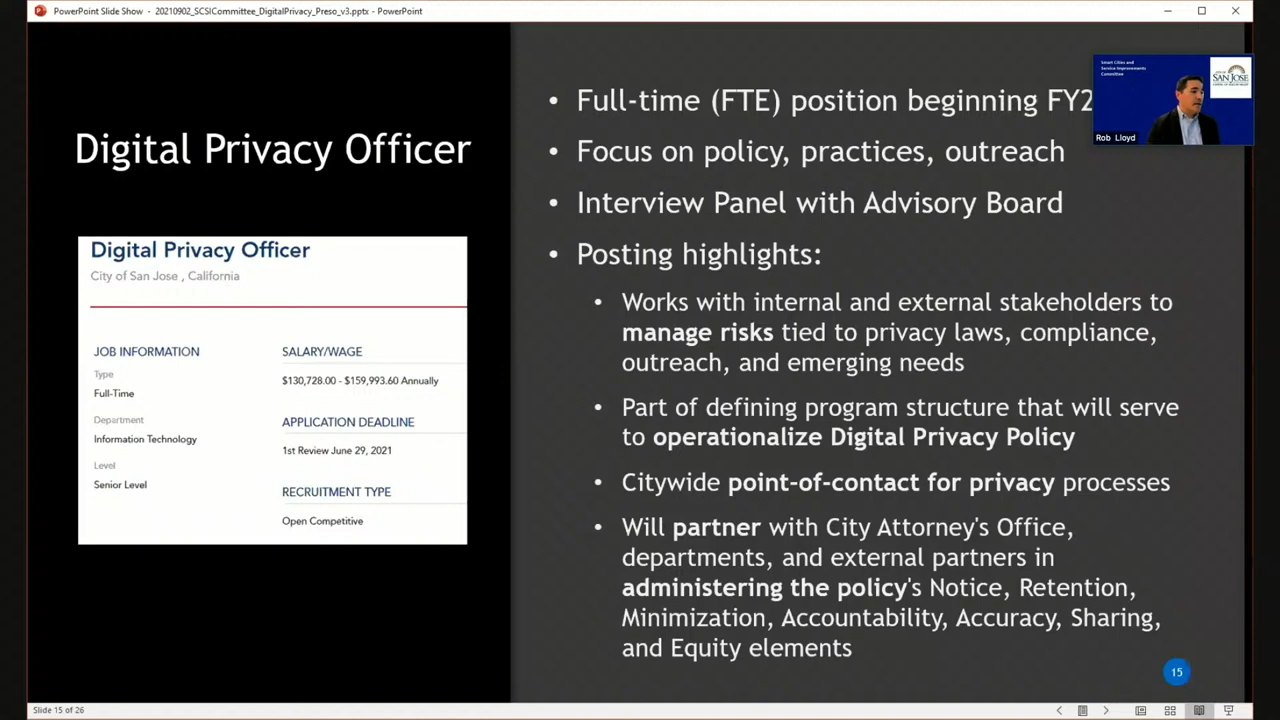 PowerPoint Slide Show - 20210902_SCSICommittee_DigitalPrivacy_Preso_v3.pptx - PowerPoint
Digital Privacy Officer
Digital Privacy Officer
City of San Jose , California
JOB INFORMATION
Type
Full-Time
Department
Information Technology
Level
Senior Level
SALARY/WAGE
$130,728.00 - $159,993.60 Annually
APPLICATION DEADLINE
1st Review June 29, 2021
RECRUITMENT TYPE
Open Competitive
• Full-time (FTE) position beginning FY2
• Focus on policy, practices, outreach
• Interview Panel with Advisory Board
• Posting highlights:
• Works with internal and external stakeholders to
manage risks tied to privacy laws, compliance,
outreach, and emerging needs
• Part of defining program structure that will serve
to operationalize Digital Privacy Policy
• Citywide point-of-contact for privacy processes
• Will partner with City Attorney's Office,
departments, and external partners in
administering the policy's Notice, Retention,
Minimization, Accountability, Accuracy, Sharing,
and Equity elements
Smart Cities and
Service Improvements
Committee
SAN JOSE
Rob Lloyd
15
Slide 15 of 26